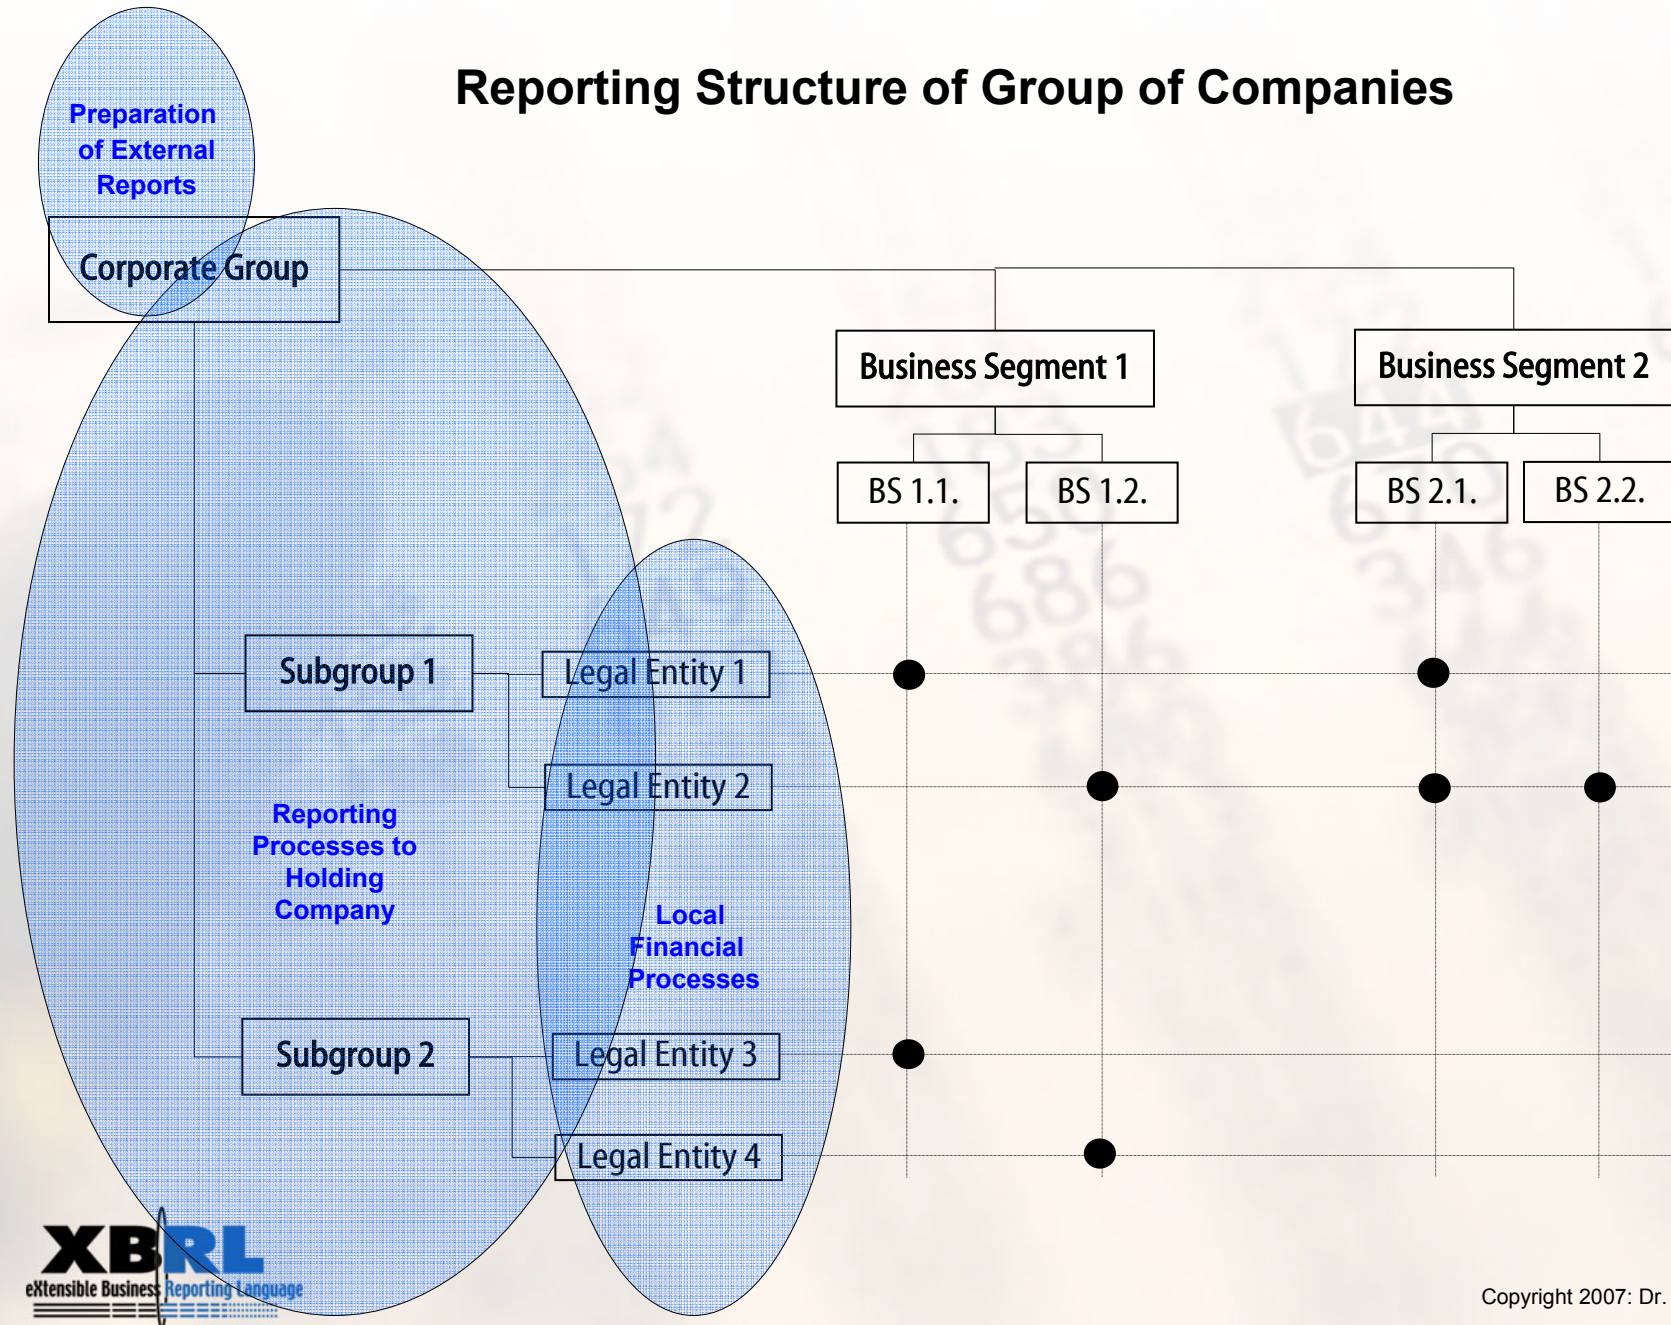 Reporting Structure of Group of Companies
Preparation
of External
Reports
Corporate Group
Business Segment 1
Business Segment 2
BS 1.1.
BS 1.2.
BS 2.1.
BS 2.2.
Subgroup 1
Legal Entity 1
Legal Entity 2
Reporting
Processes to
Holding
Company
Local
Financial
Processes
Subgroup 2
Legal Entity 3
Legal Entity 4
XBRL
eXtensible Business Reporting Language
Copyright 2007: Dr.